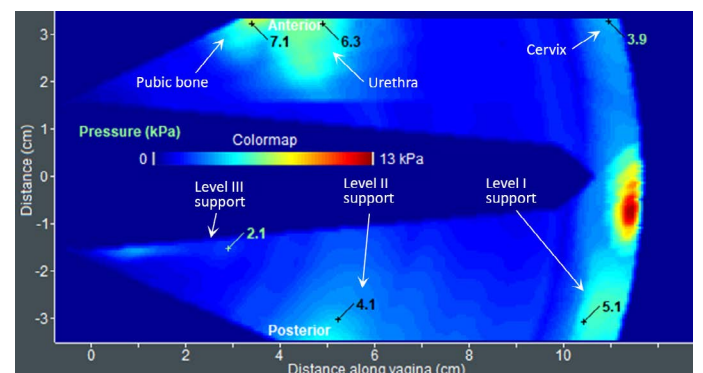 Anterior
3
7.1
6.3
Cervix
3.9
Pubic bone
Urethra
2
1
Pressure (kPa)
Colormap
0
13 kPa
Distance (cm)
0
Level III
support
Level II
support
Level I
support
-1
2.1
-2
4.1
5.1
-3
Posterior
0
2
4
6
8
10
Distance along vagina (cm)